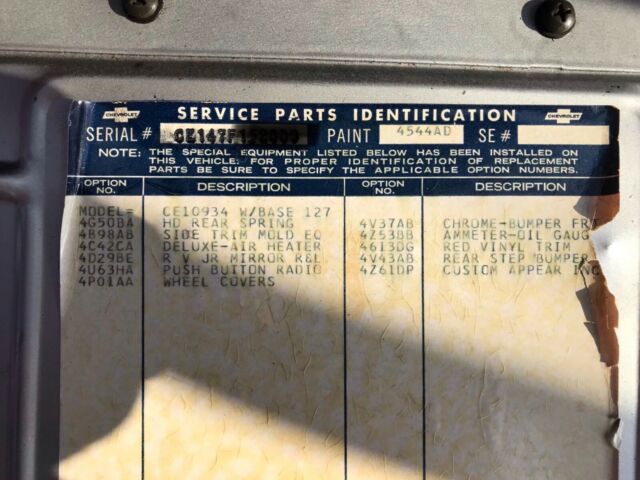 CHEVROLET SERVICE PARTS IDENTIFICATION CHEVROLET
SERIAL # PAINT 4544AD SE#
NOTE: THE SPECIAL EQUIPMENT LISTED BELOW HAS BEEN INSTALLED ON
THIS VEHICLE. FOR PROPER IDENTIFICATION OF REPLACEMENT
PARTS BE SURE TO SPECIFY THE APPLICABLE OPTION NUMBERS.
OPTION NO. DESCRIPTION OPTION NO. DESCRIPTION
MODEL= CE10934 W/BASE 127
4G50BA HD REAR SPRING 4V37AB CHROME-BUMPER FRT
4B98AB SIDE TRIM MOLD EQ 4Z53BB AMMETER-OIL GAUG
4C42CA DELUXE-AIR HEATER 4613DG RED VINYL TRIM
4D29BE R V JR MIRROR R&L 4V43AB REAR STEP BUMPER
4U63HA PUSH BUTTON RADIO 4Z61DP CUSTOM APPEAR INC
4P01AA WHEEL COVERS